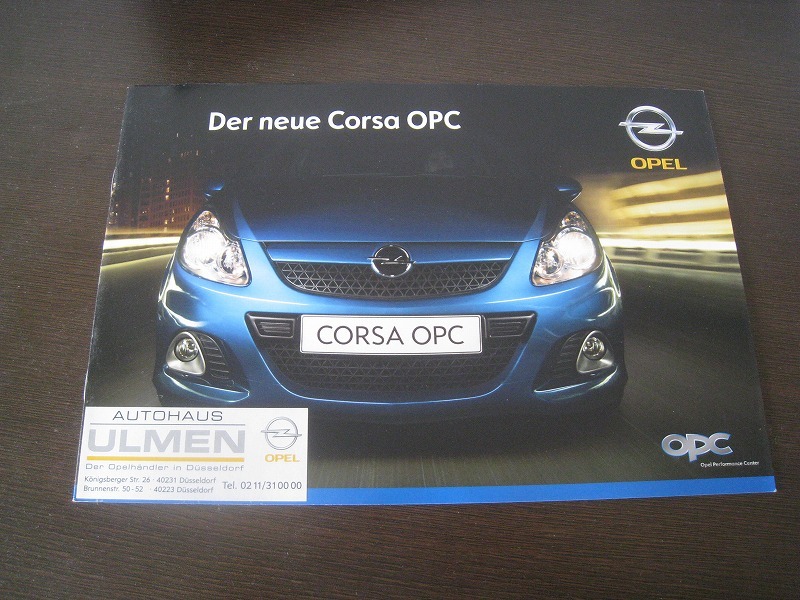 Der neue Corsa OPC
OPEL
CORSA OPC
AUTOHAUS
ULMEN
OPEL
Der Opelhändler in Düsseldorf
Königsberger Str. 26 · 40231 Düsseldorf
Brunnenstr. 50-52 · 40223 Düsseldorf
Tel. 02 11/31 00 00
OPC
Opel Performance Center